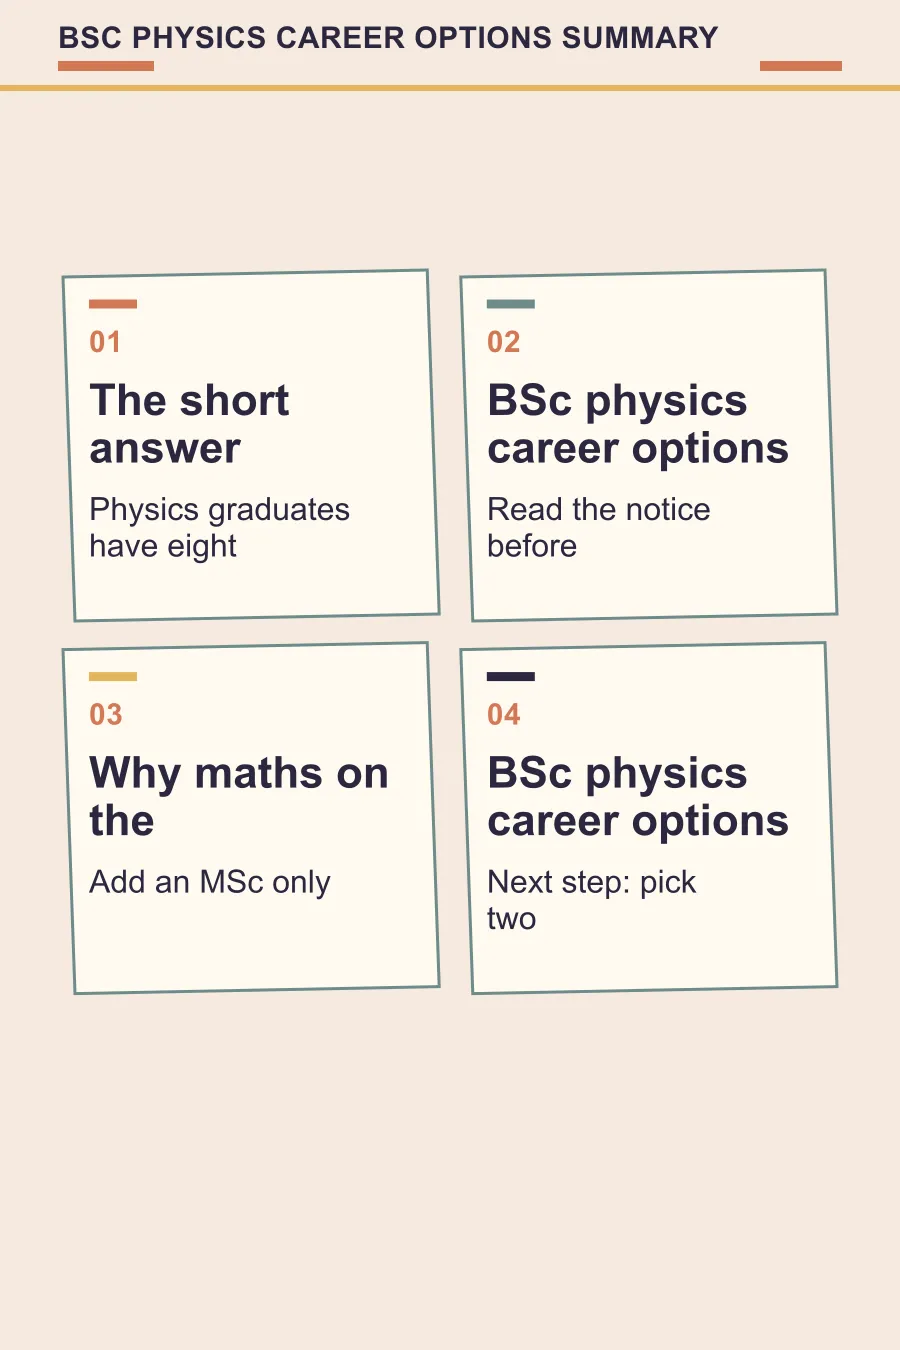 BSC PHYSICS CAREER OPTIONS SUMMARY
01
The short
answer
Physics graduates
have eight
02
BSc physics
career options
Read the notice
before
03
Why maths on
the
Add an MSc only
04
BSc physics
career options
Next step: pick
two